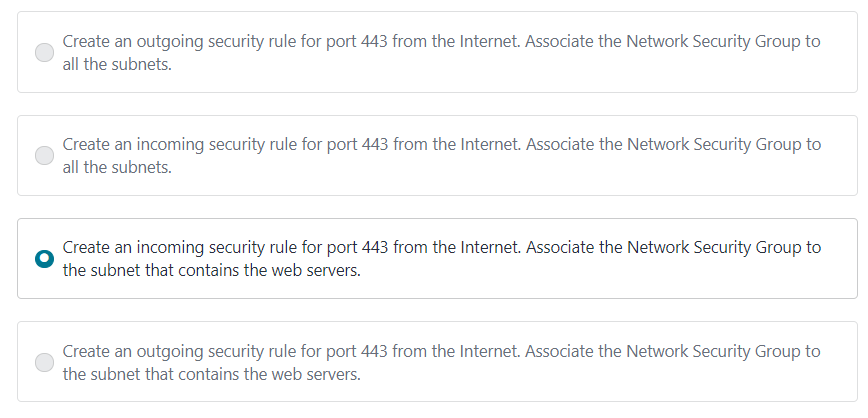 Create an outgoing security rule for port 443 from the Internet. Associate the Network Security Group to
all the subnets.
Create an incoming security rule for port 443 from the Internet. Associate the Network Security Group to
all the subnets.
Create an incoming security rule for port 443 from the Internet. Associate the Network Security Group to
the subnet that contains the web servers.
Create an outgoing security rule for port 443 from the Internet. Associate the Network Security Group to
the subnet that contains the web servers.